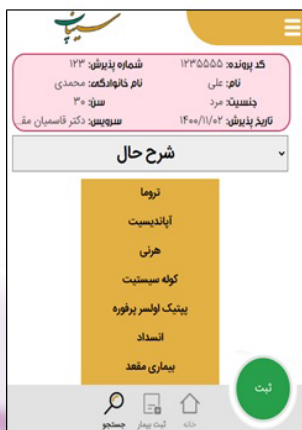 سیپان
کد پرونده: ۱۲۳۵۵۵۵ شماره پذیرش: ۱۲۳
نام: علی نام خانوادگی: محمدی
جنسیت: مرد سن: ۳۰
تاریخ پذیرش: ۱۴۰۰/۱۱/۰۲ سرویس: دکتر قاسمیان مقـ...
شرح حال
تروما
آپاندیسیت
هرنی
کوله سیستیت
پپتیک اولسر پرفوره
انسداد
بیماری مقعد
ثبت
خانه ثبت بیمار جستجو